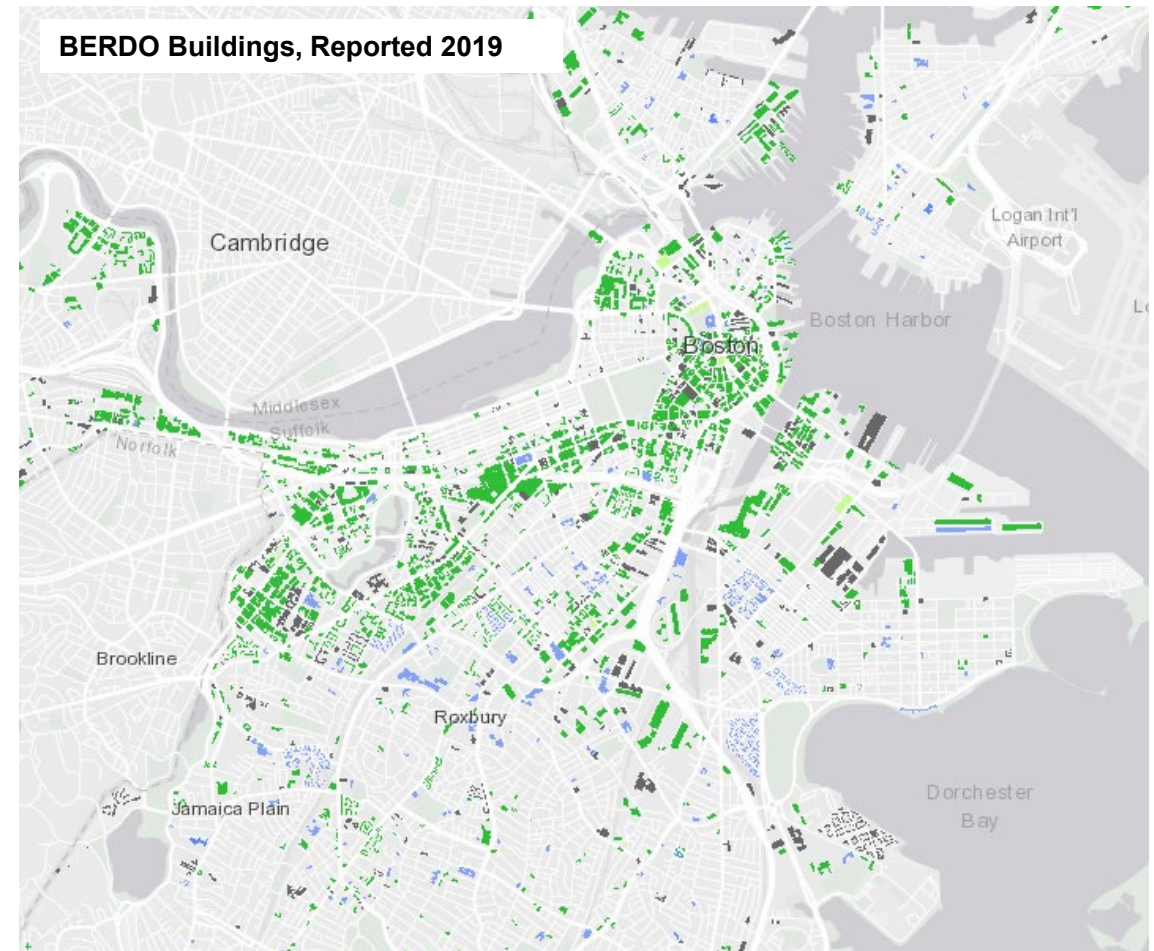 BERDO Buildings, Reported 2019
Cambridge
Logan Int'l
Airport
Lo
Boston Harbor
Boston
Middlesex
Suffolk
Norfolk
Brookline
Roxbury
Jamaica Plain
Dorchester
Bay